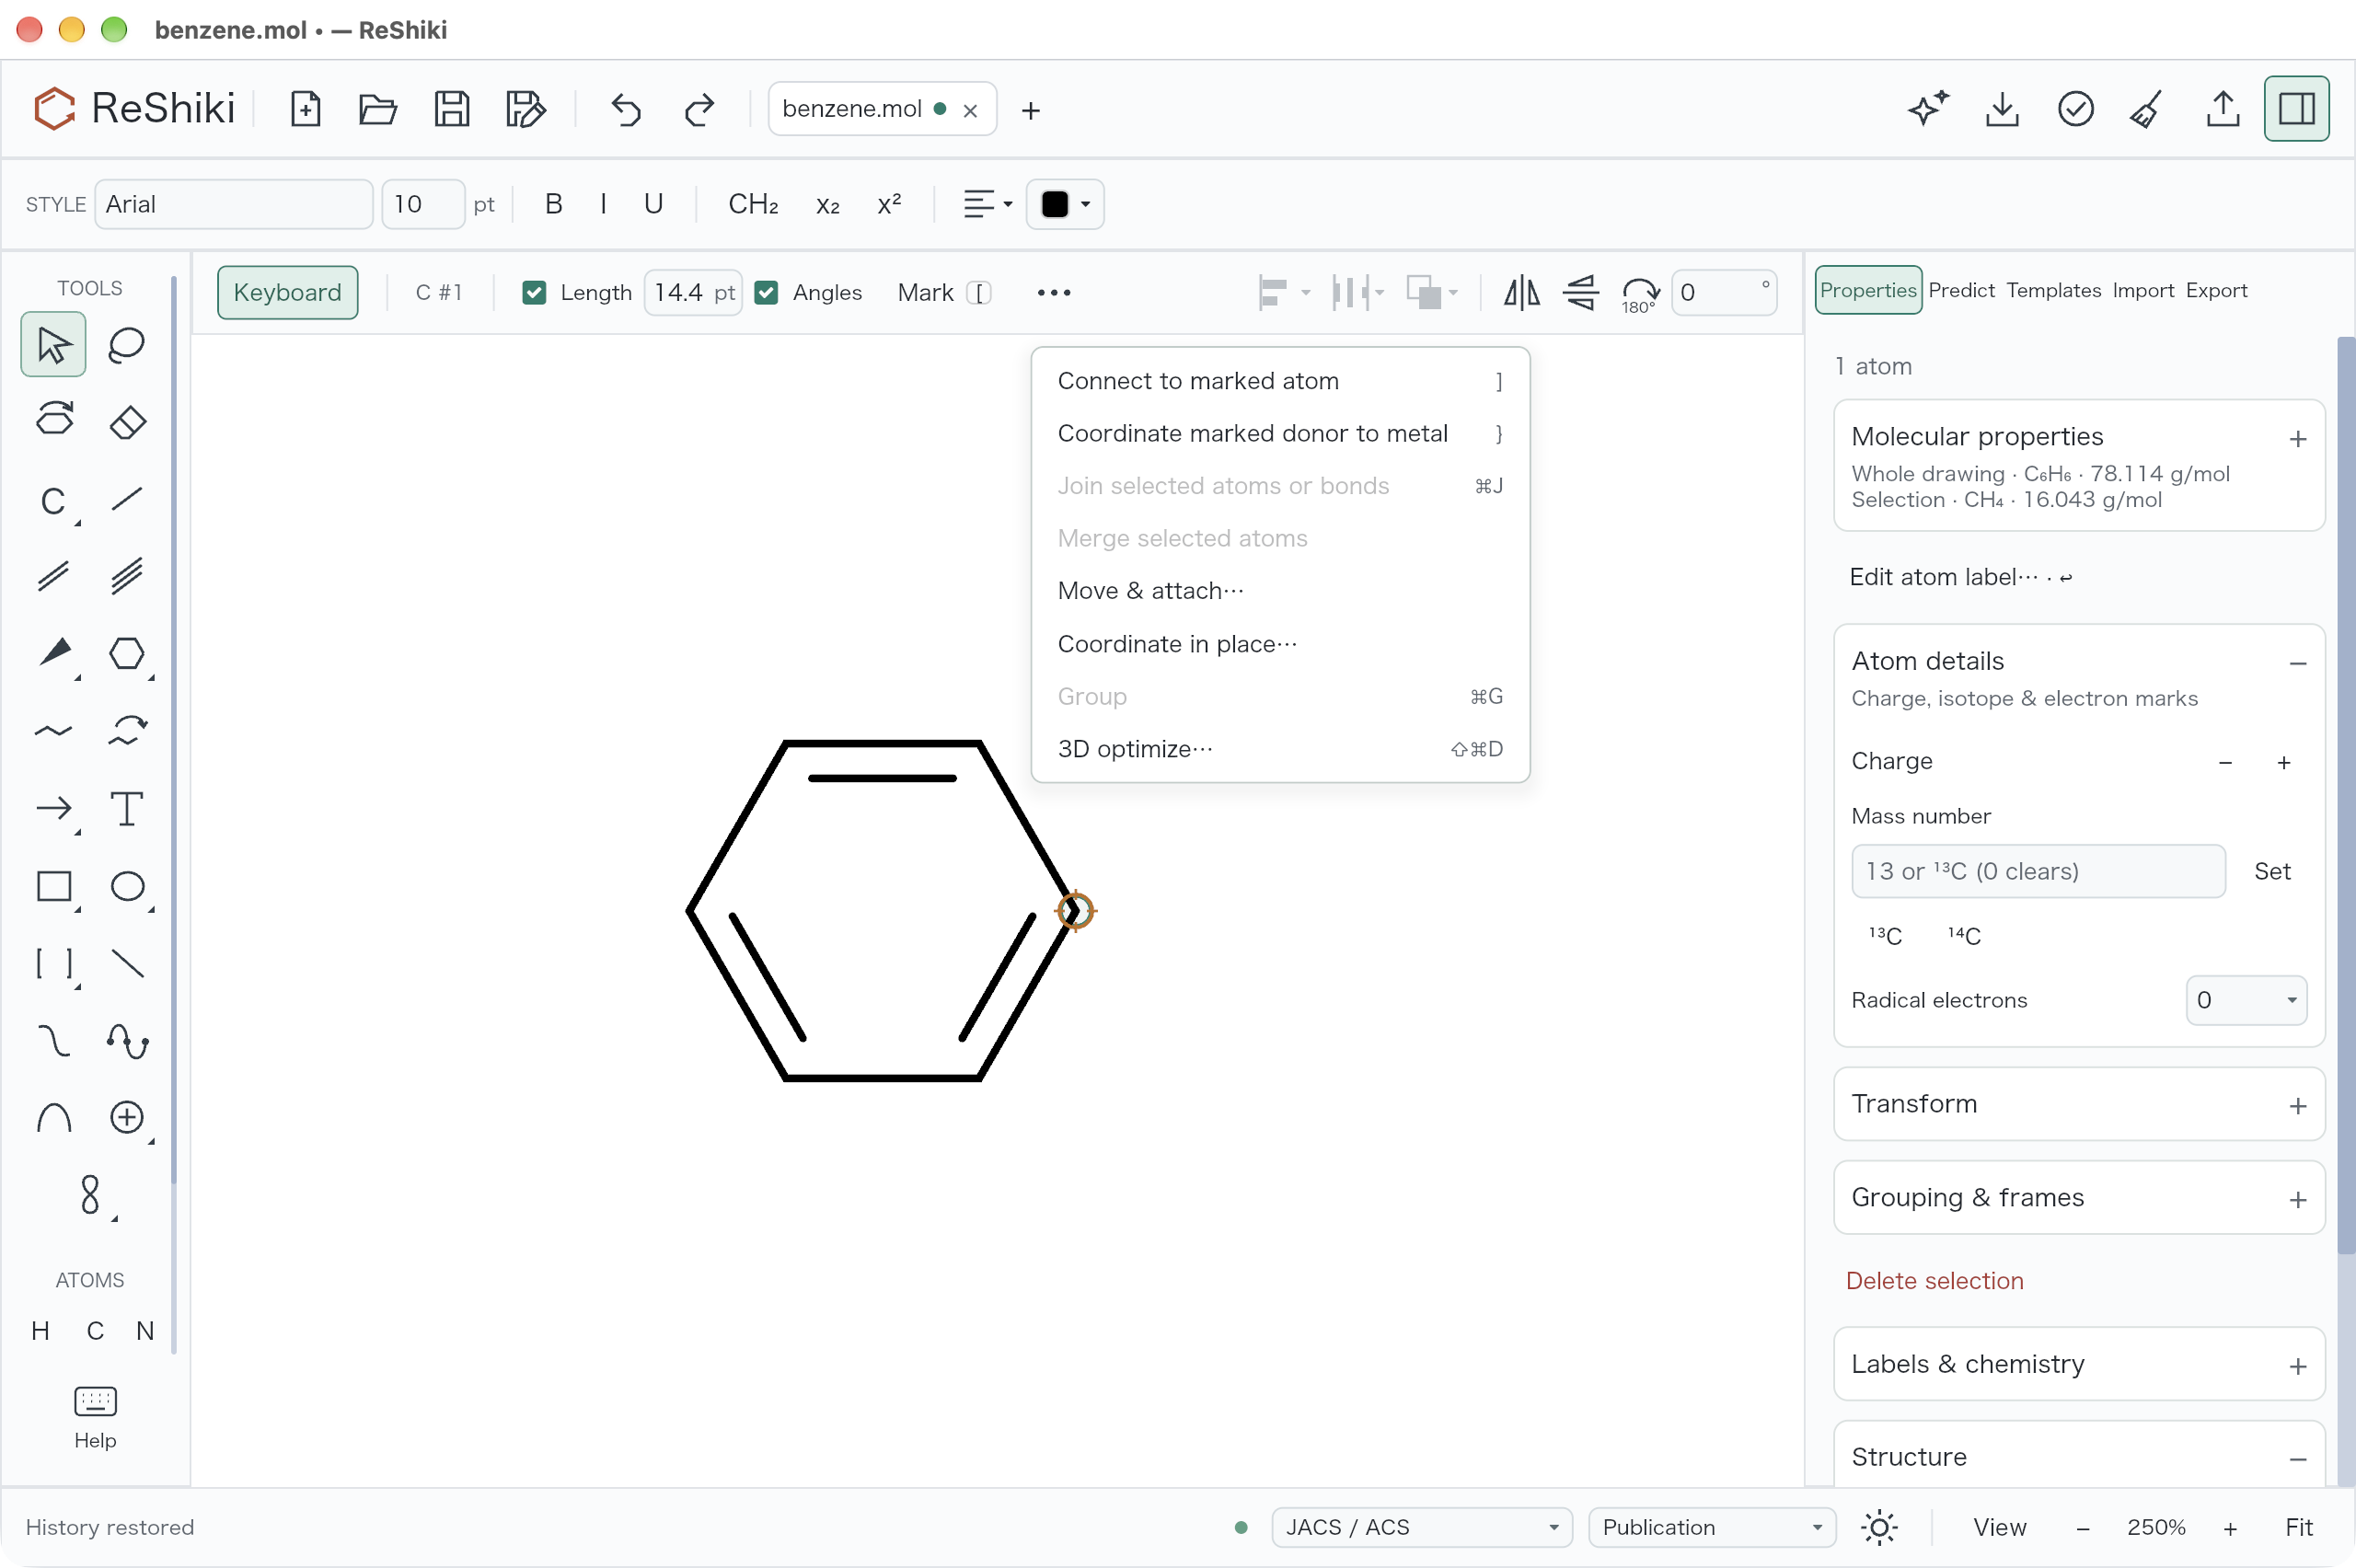 benzene.mol • — ReShiki
ReShiki
benzene.mol
STYLE Arial 10 pt B I U CH₂ x₂ x²
TOOLS
Keyboard C #1 Length 14.4 pt Angles Mark [ ••• 180° 0 °
Properties Predict Templates Import Export
C
T
ATOMS
H C N
Help
Connect to marked atom ]
Coordinate marked donor to metal }
Join selected atoms or bonds ⌘J
Merge selected atoms
Move & attach…
Coordinate in place…
Group ⌘G
3D optimize… ⇧⌘D
1 atom
Molecular properties +
Whole drawing · C₆H₆ · 78.114 g/mol
Selection · CH₄ · 16.043 g/mol
Edit atom label… · ↩
Atom details −
Charge, isotope & electron marks
Charge − +
Mass number
13 or ¹³C (0 clears) Set
¹³C ¹⁴C
Radical electrons 0
Transform +
Grouping & frames +
Delete selection
Labels & chemistry +
Structure −
History restored JACS / ACS Publication View − 250% + Fit